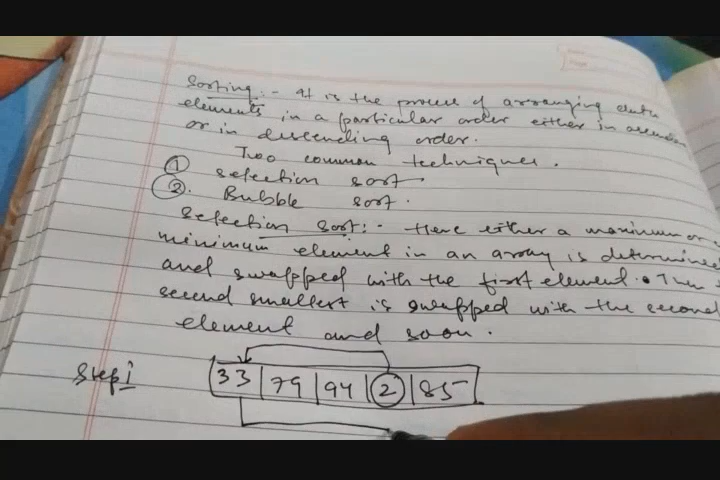 Sorting:- It is the process of arranging data
elements in a particular order either in ascendin
or in descending order.
Two common techniques.
① selection sort
②. Bubble sort.
Selection Sort:- Here either a maximum or
minimum element in an array is determined
and swapped with the first element. Then
second smallest is swapped with the second
element and soon.
Step1 33 | 79 | 94 | 2 | 85